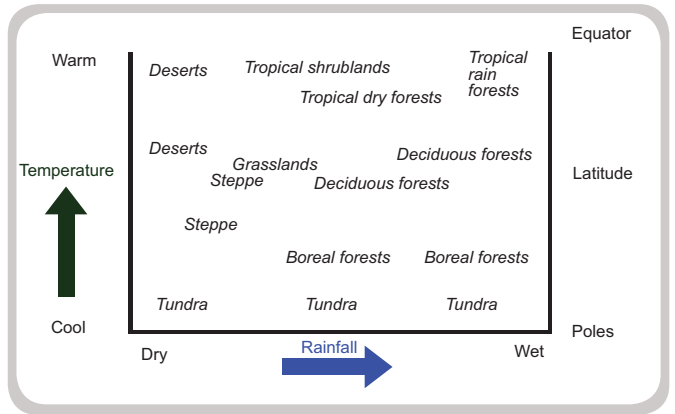 Equator
Warm
Deserts
Tropical shrublands
Tropical
rain
forests
Tropical dry forests
Deserts
Grasslands
Deciduous forests
Temperature
Steppe
Deciduous forests
Latitude
Steppe
Boreal forests
Boreal forests
Tundra
Tundra
Tundra
Cool
Poles
Dry
Rainfall
Wet